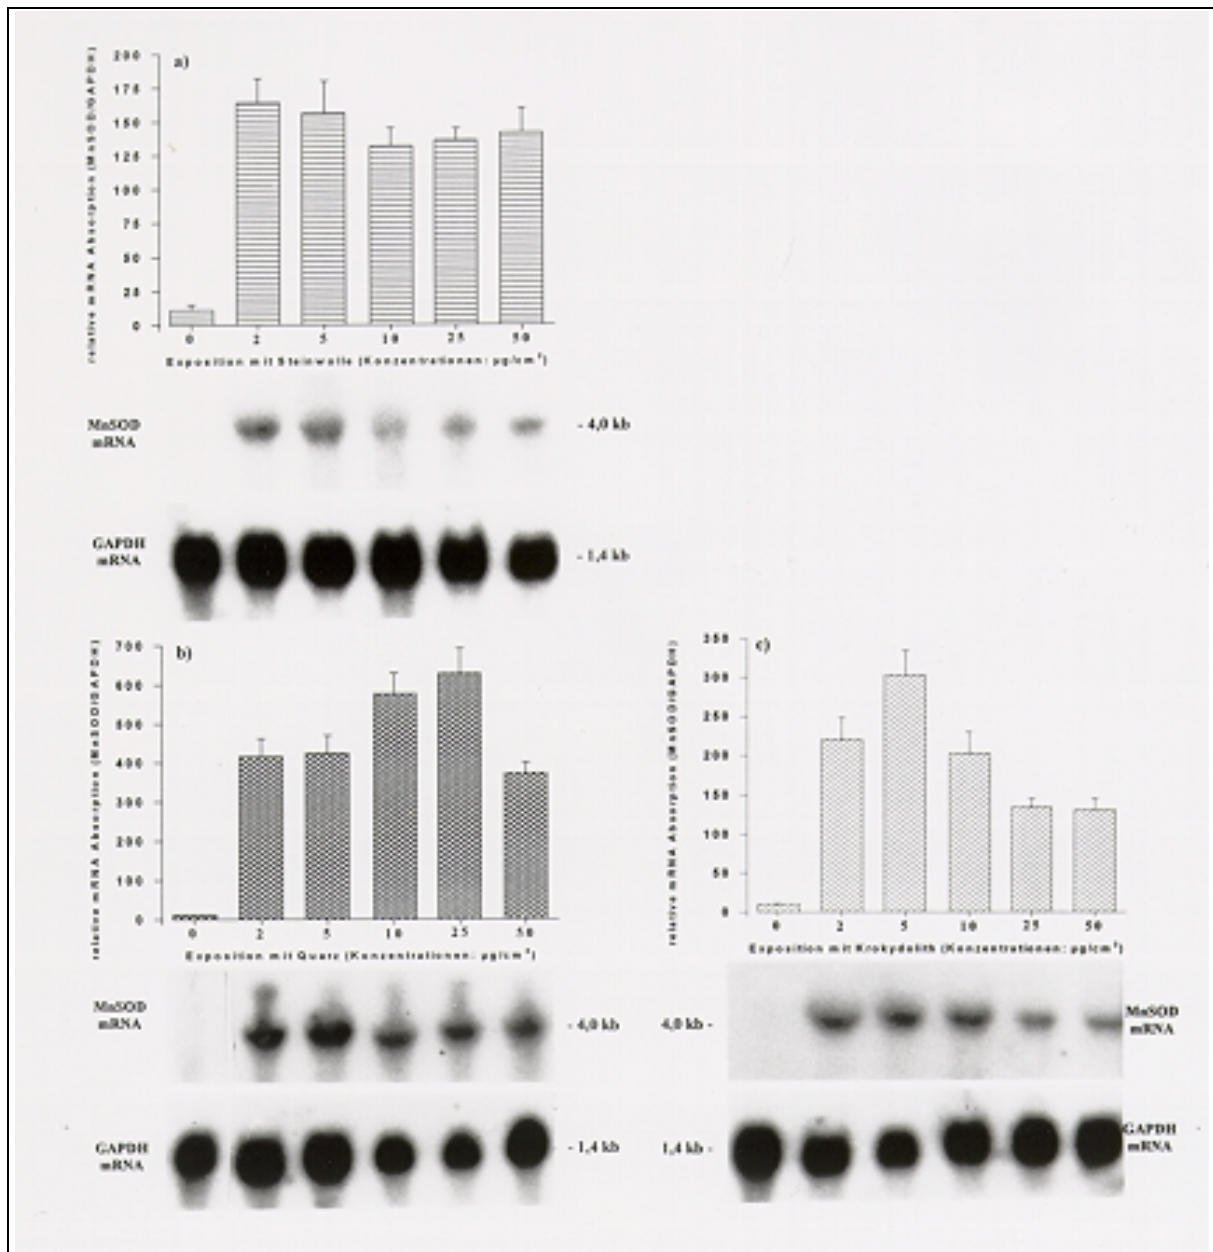 a)
relative mRNA Absorption (MnSOD/GAPDH)
200
175
150
125
100
75
50
25
0
0 2 5 10 25 50
Exposition mit Steinwolle (Konzentrationen: µg/cm²)
MnSOD
mRNA
- 4,0 kb
GAPDH
mRNA
- 1,4 kb
b)
relative mRNA Absorption (MnSOD/GAPDH)
700
600
500
400
300
200
100
0
0 2 5 10 25 50
Exposition mit Quarz (Konzentrationen: µg/cm²)
MnSOD
mRNA
- 4,0 kb
GAPDH
mRNA
- 1,4 kb
c)
relative mRNA Absorption (MnSOD/GAPDH)
350
300
250
200
150
100
50
0
0 2 5 10 25 50
Exposition mit Krokydolith (Konzentrationen: µg/cm²)
4,0 kb -
MnSOD
mRNA
1,4 kb -
GAPDH
mRNA